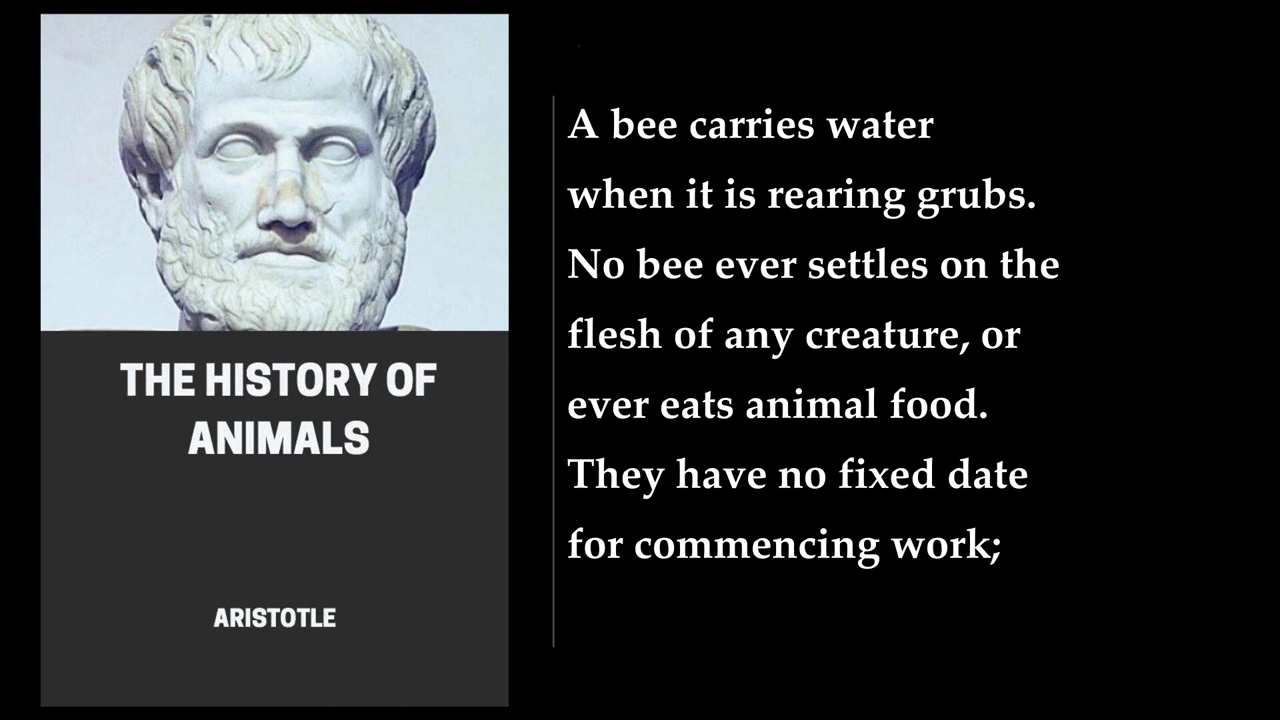 THE HISTORY OF
ANIMALS
ARISTOTLE
A bee carries water
when it is rearing grubs.
No bee ever settles on the
flesh of any creature, or
ever eats animal food.
They have no fixed date
for commencing work;